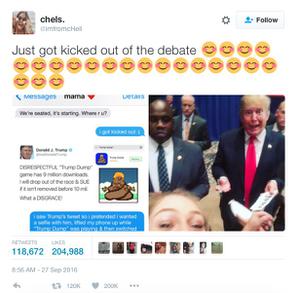 chels.
@imfromcHell
Follow
Just got kicked out of the debate
Messages mama Details
We're seated, it's starting. Where r u?
I got kicked out :(
Donald J. Trump
DISRESPECTFUL "Trump Dump"
game has 9 million downloads.
I will drop out of the race & SUE
if it isn't removed before 10 mil.
What a DISGRACE!
I saw Trump's tweet so i pretended i wanted
a selfie with him, lifted my phone up while
"Trump Dump" was playing & then switched
RETWEETS LIKES
118,672 204,988
8:56 AM - 27 Sep 2016
120K 200K